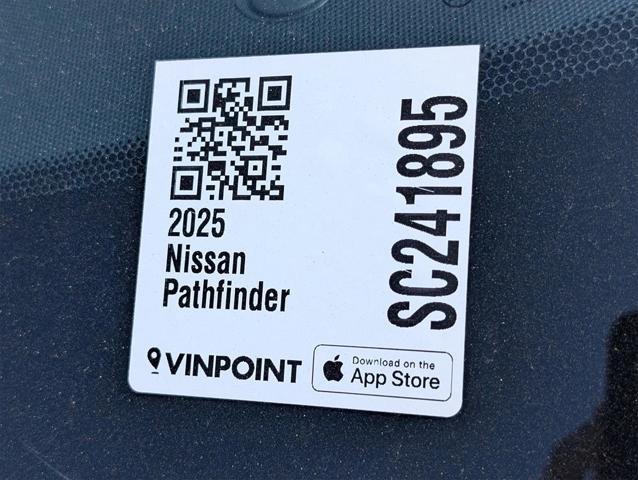 2025
Nissan
Pathfinder
SC241895
VINPOINT
Download on the
App Store